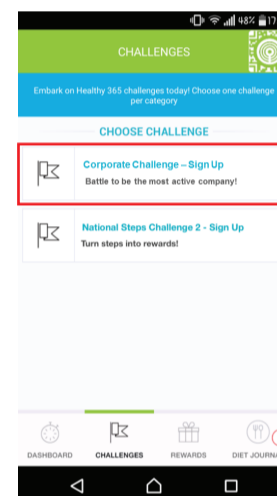 48% 17
CHALLENGES
Embark on Healthy 365 challenges today! Choose one challenge
per category
CHOOSE CHALLENGE
Corporate Challenge – Sign Up
Battle to be the most active company!
National Steps Challenge 2 - Sign Up
Turn steps into rewards!
DASHBOARD CHALLENGES REWARDS DIET JOURNA